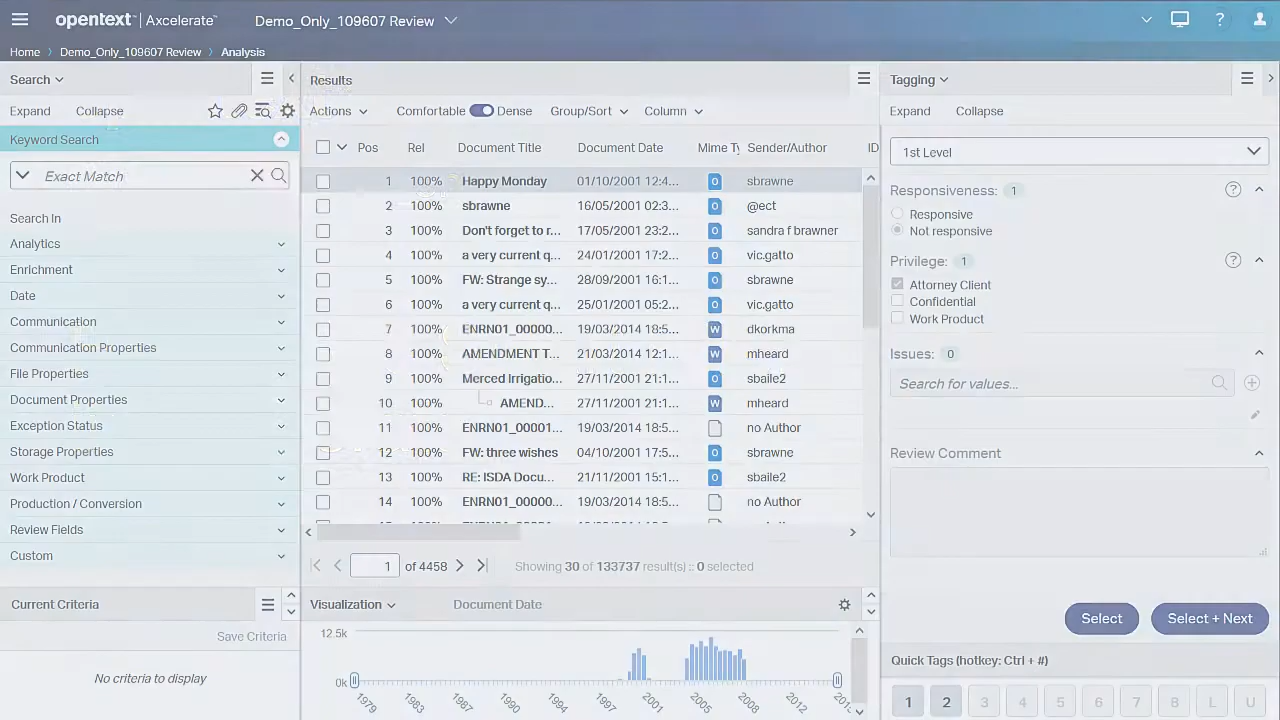 opentext™ | Axcelerate™ Demo_Only_109607 Review ?
Home > Demo_Only_109607 Review > Analysis
Search
Expand Collapse
Keyword Search
Exact Match
Search In
Analytics
Enrichment
Date
Communication
Communication Properties
File Properties
Document Properties
Exception Status
Storage Properties
Work Product
Production / Conversion
Review Fields
Custom
Current Criteria
Save Criteria
No criteria to display
Results
Actions Comfortable Dense Group/Sort Column
Pos Rel Document Title Document Date Mime Ty Sender/Author ID
1 100% Happy Monday 01/10/2001 12:4... sbrawne
2 100% sbrawne 16/05/2001 02:3... @ect
3 100% Don't forget to r... 17/05/2001 23:2... sandra f brawner
4 100% a very current q... 24/01/2001 17:2... vic.gatto
5 100% FW: Strange sy... 28/09/2001 16:1... sbrawne
6 100% a very current q... 25/01/2001 05:2... vic.gatto
7 100% ENRN01_00000... 19/03/2014 18:5... dkorkma
8 100% AMENDMENT T... 21/03/2014 12:1... mheard
9 100% Merced Irrigatio... 27/11/2001 21:1... sbaile2
10 100% AMEND... 27/11/2001 21:1... mheard
11 100% ENRN01_00001... 19/03/2014 18:5... no Author
12 100% FW: three wishes 04/10/2001 17:5... sbrawne
13 100% RE: ISDA Docu... 21/11/2001 15:1... sbaile2
14 100% ENRN01_00000... 19/03/2014 18:5... no Author
1 of 4458 Showing 30 of 133737 result(s) :: 0 selected
Visualization Document Date
12.5k
0k
1979 1983 1987 1990 1994 1997 2001 2005 2008 2012
Tagging
Expand Collapse
1st Level
Responsiveness: 1 ?
Responsive
Not responsive
Privilege: 1 ?
Attorney Client
Confidential
Work Product
Issues: 0
Search for values...
Review Comment
Select Select + Next
Quick Tags (hotkey: Ctrl + #)
1 2 3 4 5 6 7 8 L U